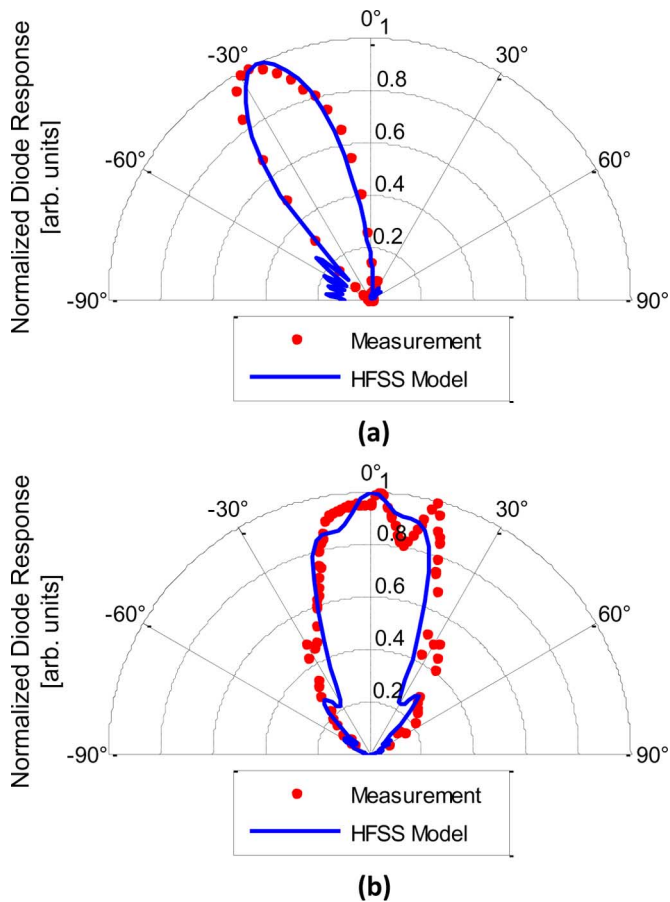 0°
1
-30°
30°
0.8
-60°
0.6
60°
0.4
0.2
-90°
90°
Normalized Diode Response
[arb. units]
Measurement
HFSS Model
(a)
0°
1
-30°
30°
0.8
-60°
0.6
60°
0.4
0.2
-90°
90°
Normalized Diode Response
[arb. units]
Measurement
HFSS Model
(b)